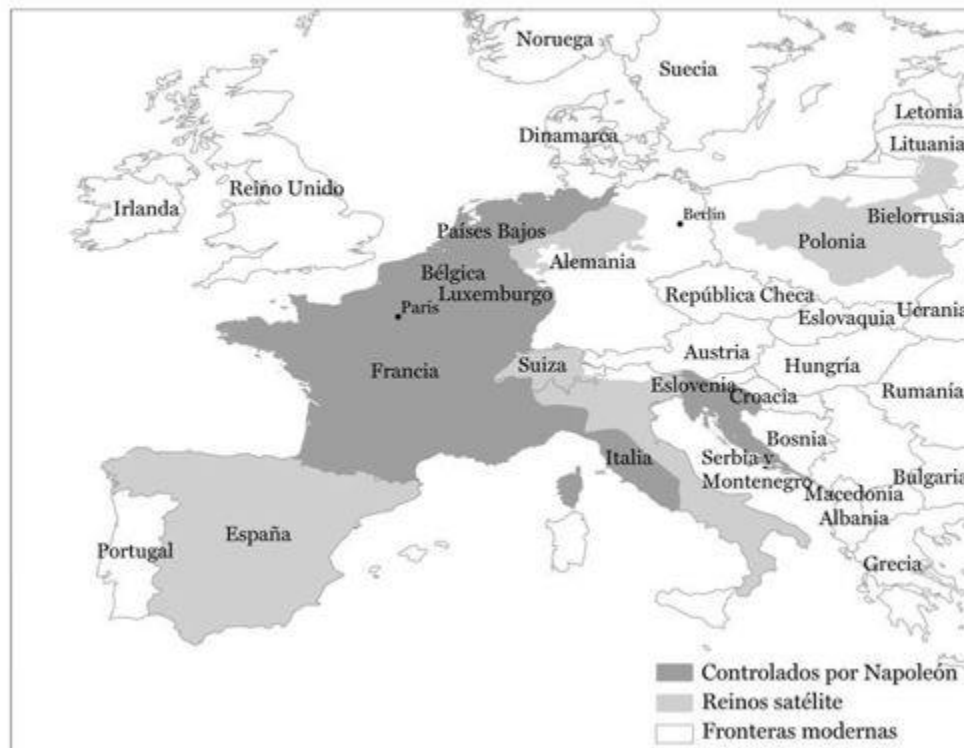 Noruega
Suecia
Letonia
Lituania
Dinamarca
Irlanda
Reino Unido
Berlín
Bielorrusia
Países Bajos
Polonia
Alemania
Bélgica
Luxemburgo
República Checa
Ucrania
París
Eslovaquia
Austria
Francia
Suiza
Hungría
Eslovenia
Croacia
Rumanía
Bosnia
Italia
Serbia y
Montenegro
Bulgaria
Macedonia
Albania
España
Portugal
Grecia
Controlados por Napoleón
Reinos satélite
Fronteras modernas